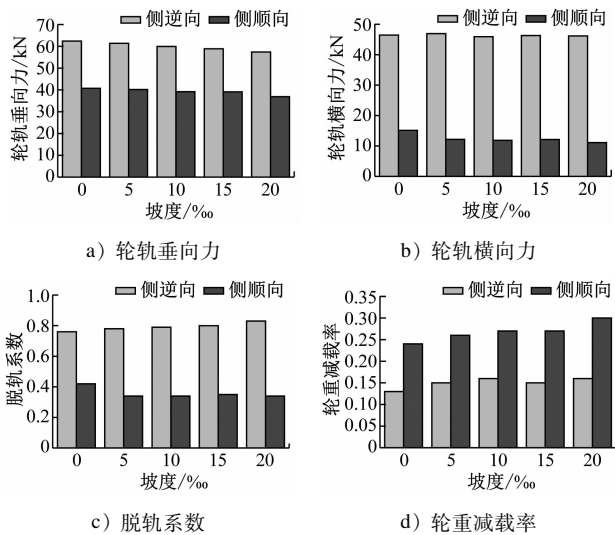 侧逆向 侧顺向
70
60
50
40
30
20
10
0
轮轨垂向力/kN
0 5 10 15 20
坡度/‰
a）轮轨垂向力
侧逆向 侧顺向
50
40
30
20
10
0
轮轨横向力/kN
0 5 10 15 20
坡度/‰
b）轮轨横向力
侧逆向 侧顺向
1.0
0.8
0.6
0.4
0.2
0
脱轨系数
0 5 10 15 20
坡度/‰
c）脱轨系数
侧逆向 侧顺向
0.35
0.30
0.25
0.20
0.15
0.10
0.05
0
轮重减载率
0 5 10 15 20
坡度/‰
d）轮重减载率